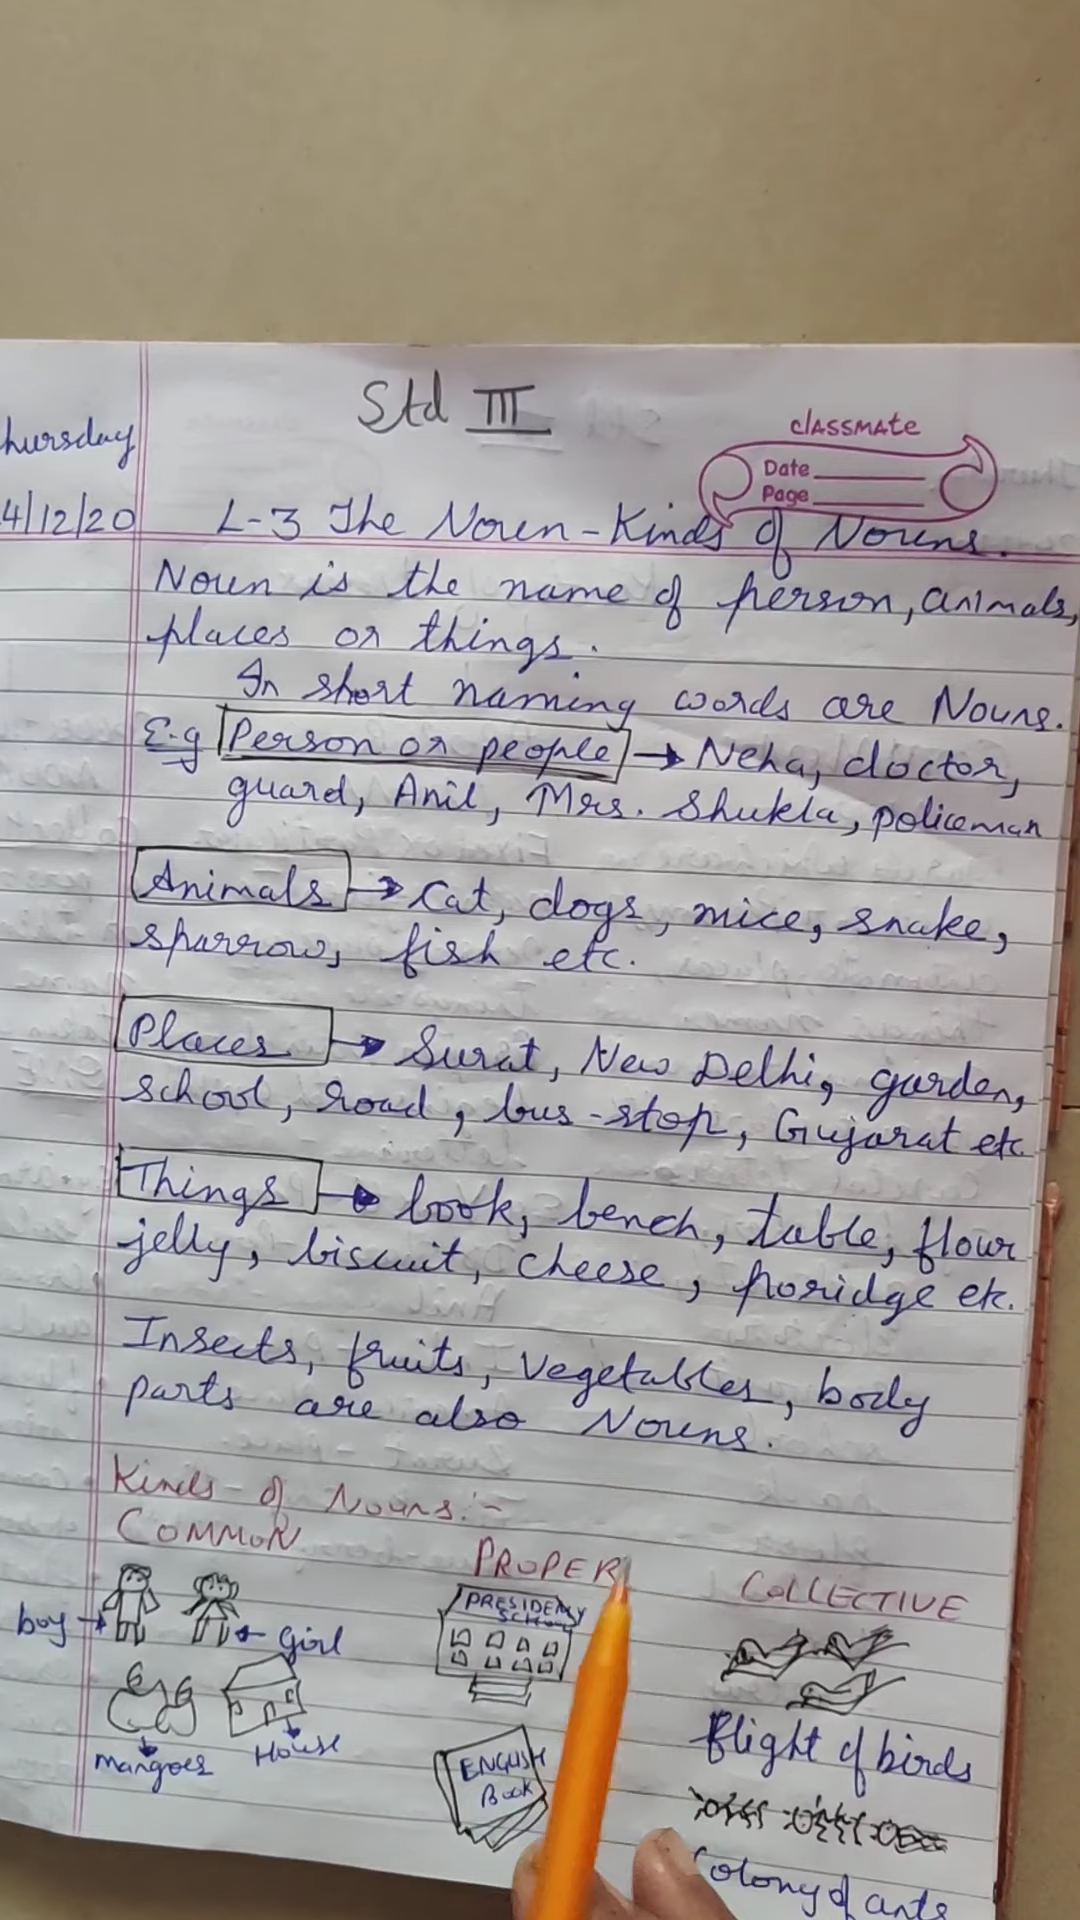 Std III
classmate
Date
Page
hursday
4/12/20
L-3 The Noun-Kinds of Nouns.
Noun is the name of person, animals,
places or things.
In short naming words are Nouns.
E.g Person or people → Neha, doctor,
guard, Anil, Mrs. Shukla, policeman
Animals → Cat, dogs, mice, snake,
sparrow, fish etc.
Places → Surat, New Delhi, garden,
school, road, bus-stop, Gujarat etc
Things → book, bench, table, flour
jelly, biscuit, cheese, poridge etc.
Insects, fruits, vegetables, body
parts are also Nouns.
Kinds of Nouns:-
COMMON
PROPER
COLLECTIVE
boy
Girl
mangoes
House
PRESIDENCY
SCHOOL
ENGLISH
Book
flight of birds
Colony of ants